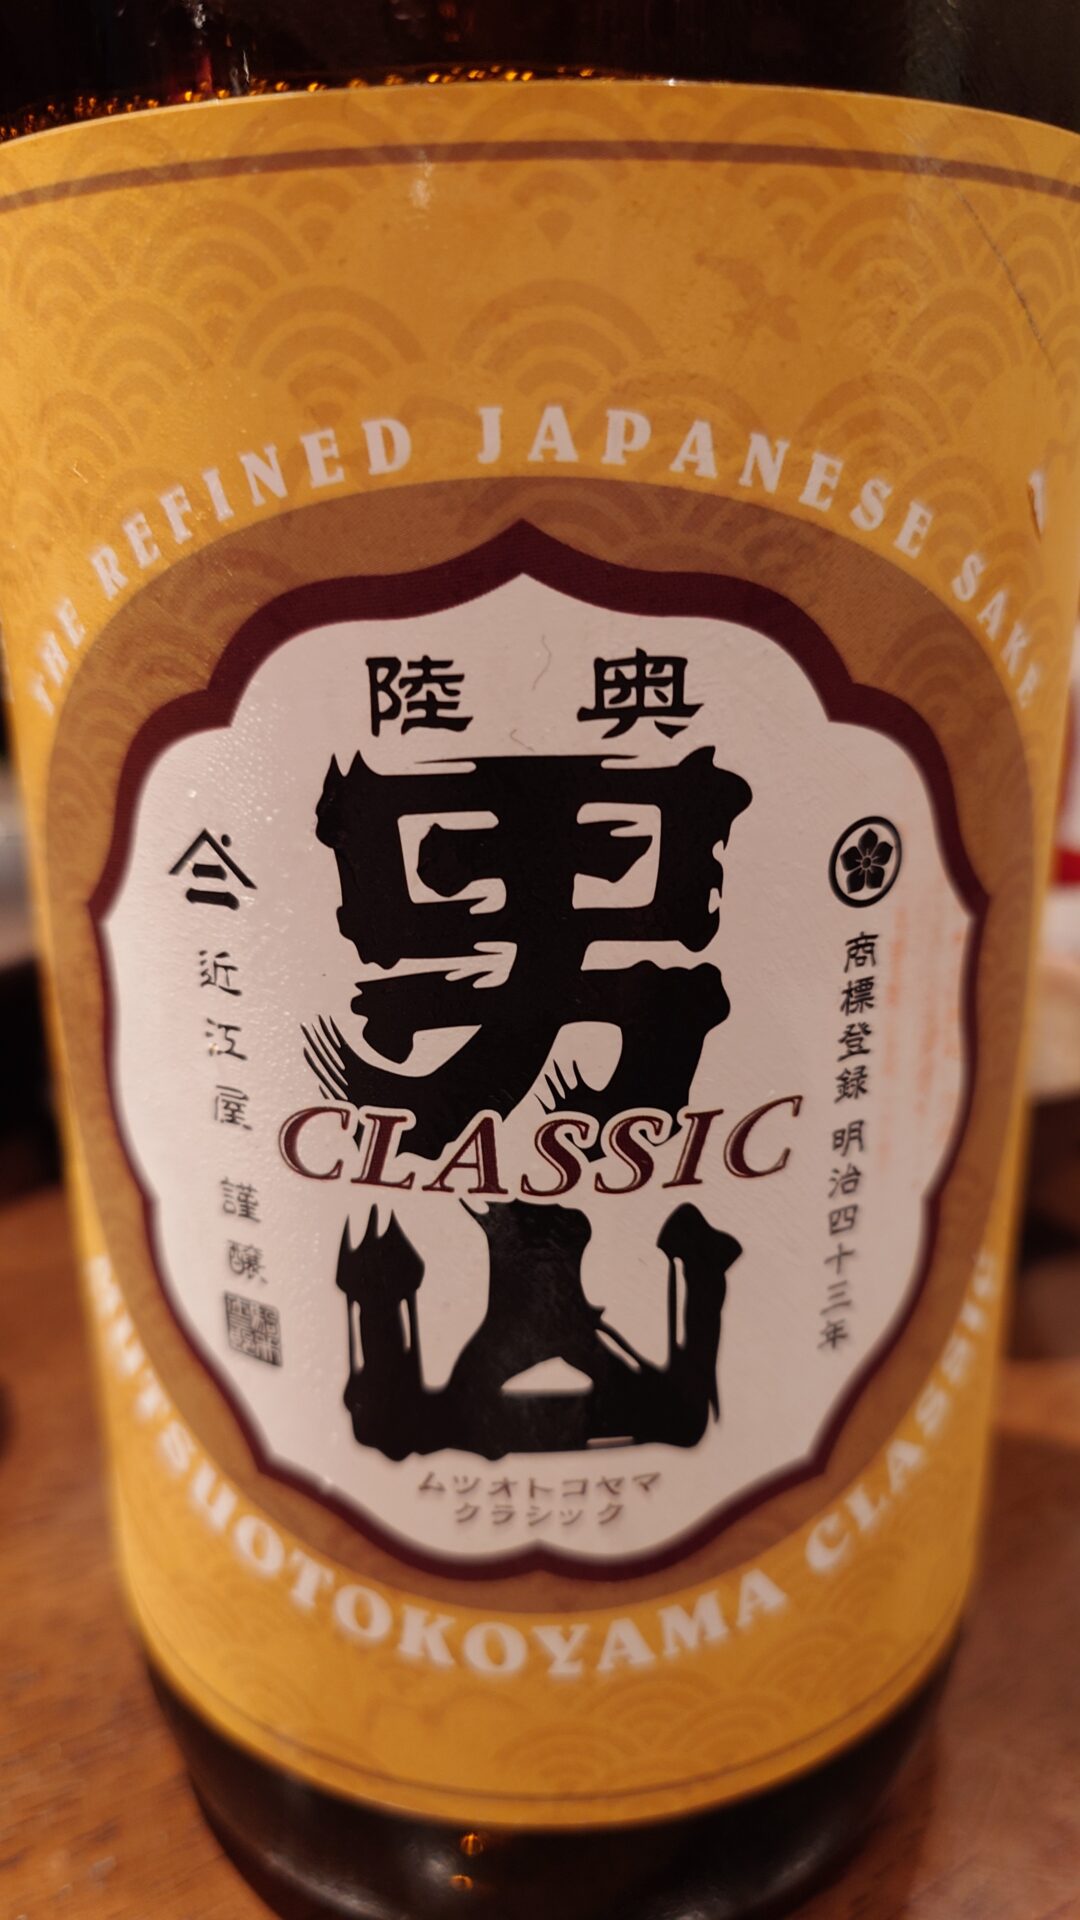 THE REFINED JAPANESE SAKE
陸奥
男山
CLASSIC
商標登録 明治四十三年
近江屋 謹醸
ムツオトコヤマ
クラシック
MUTSUOTOKOYAMA CLASSIC